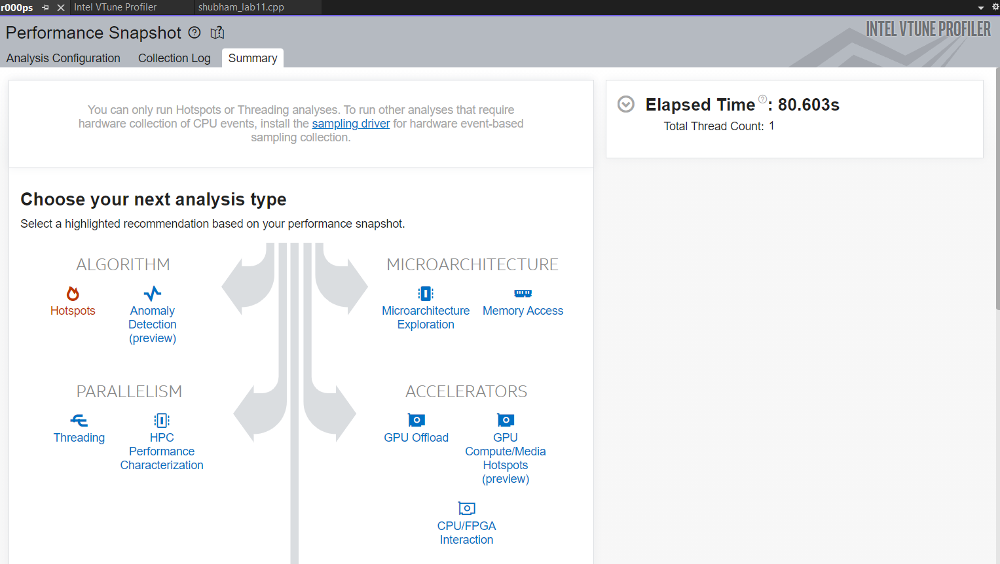 r000ps
Intel VTune Profiler
shubham_lab11.cpp
Performance Snapshot
INTEL VTUNE PROFILER
Analysis Configuration
Collection Log
Summary
You can only run Hotspots or Threading analyses. To run other analyses that require
hardware collection of CPU events, install the sampling driver for hardware event-based
sampling collection.
Elapsed Time ?: 80.603s
Total Thread Count: 1
Choose your next analysis type
Select a highlighted recommendation based on your performance snapshot.
ALGORITHM
Hotspots
Anomaly
Detection
(preview)
MICROARCHITECTURE
Microarchitecture
Exploration
Memory Access
PARALLELISM
Threading
HPC
Performance
Characterization
ACCELERATORS
GPU Offload
GPU
Compute/Media
Hotspots
(preview)
CPU/FPGA
Interaction